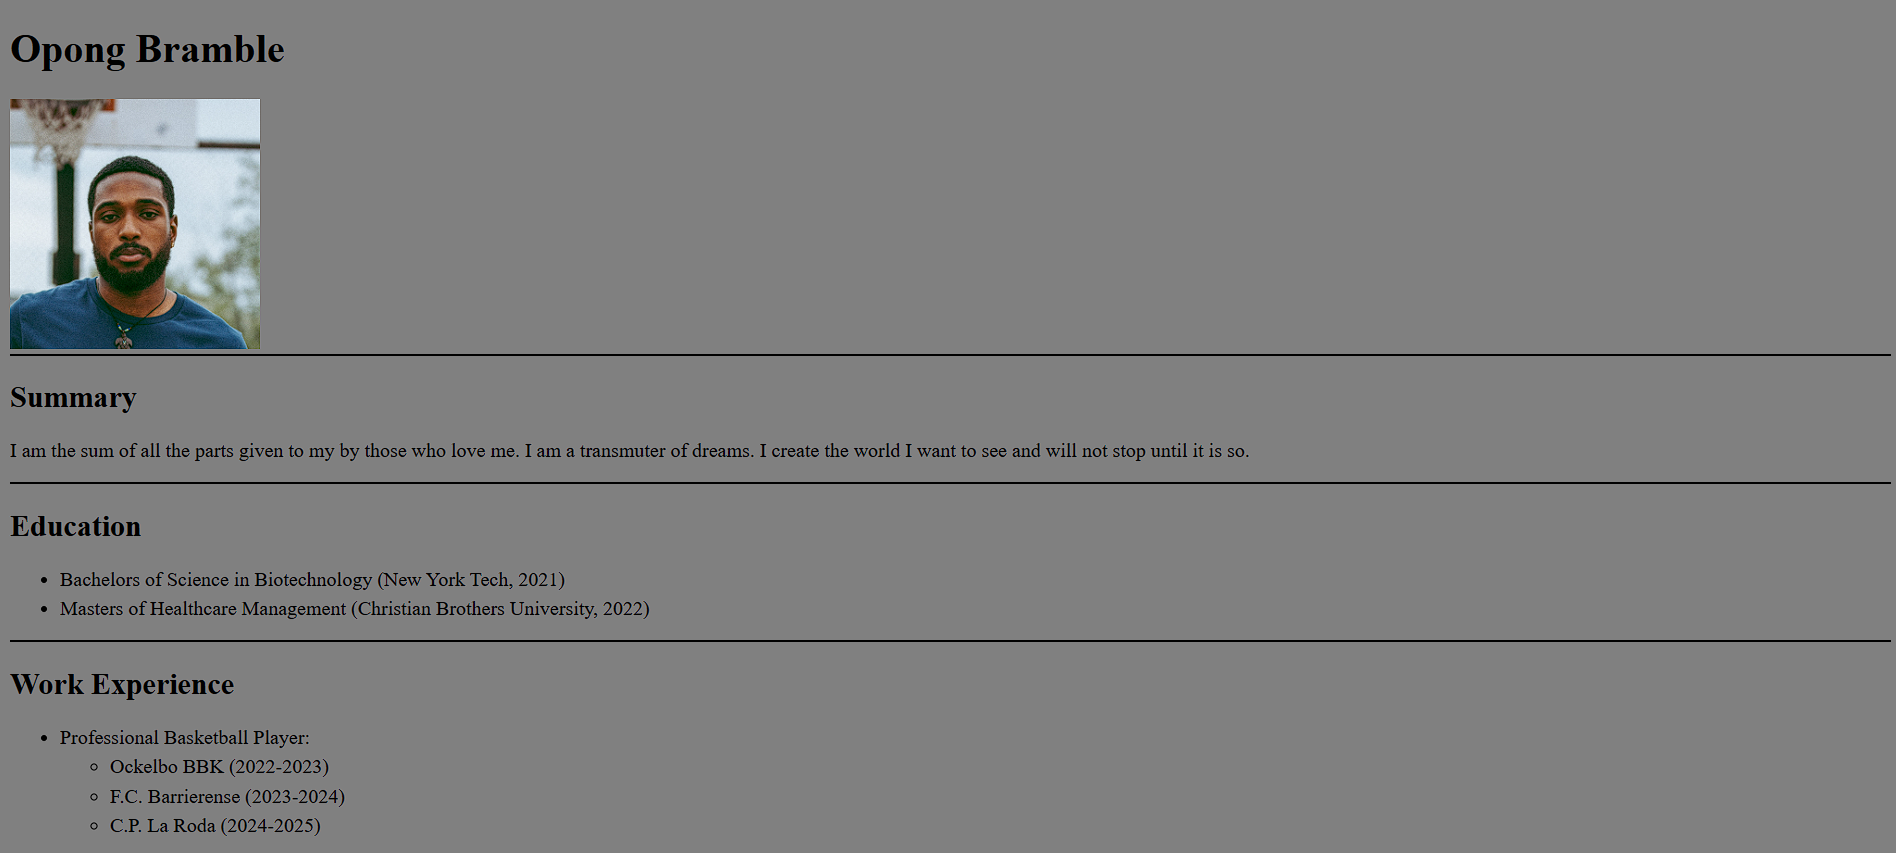 Opong Bramble
Summary
I am the sum of all the parts given to my by those who love me. I am a transmuter of dreams. I create the world I want to see and will not stop until it is so.
Education
Bachelors of Science in Biotechnology (New York Tech, 2021)
Masters of Healthcare Management (Christian Brothers University, 2022)
Work Experience
Professional Basketball Player:
Ockelbo BBK (2022-2023)
F.C. Barrierense (2023-2024)
C.P. La Roda (2024-2025)